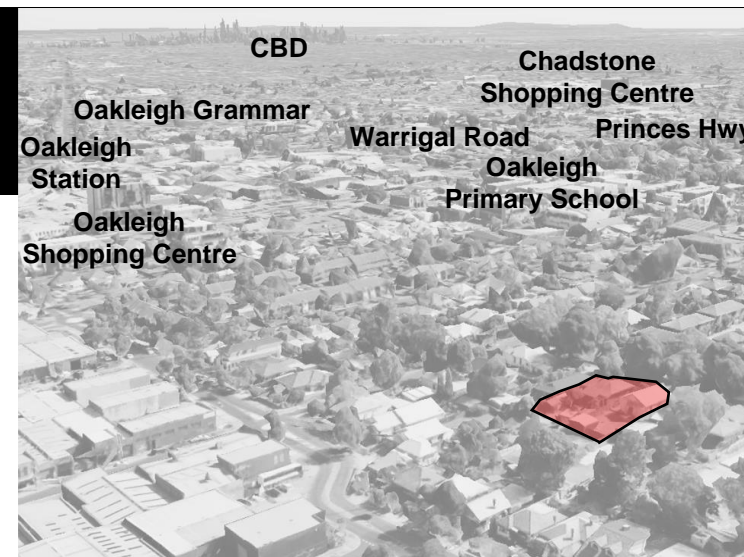 CBD
Chadstone
Shopping Centre
Oakleigh Grammar
Warrigal Road
Princes Hwy
Oakleigh
Station
Oakleigh
Primary School
Oakleigh
Shopping Centre